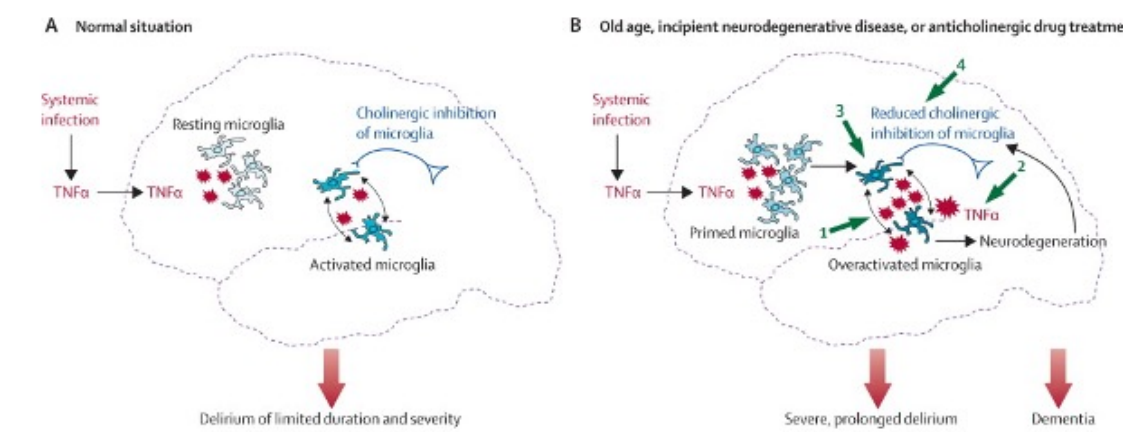 A Normal situation
Systemic
infection
TNFα
TNFα
Resting microglia
Cholinergic inhibition
of microglia
Activated microglia
Delirium of limited duration and severity
B Old age, incipient neurodegenerative disease, or anticholinergic drug treatme
Systemic
infection
TNFα
TNFα
Primed microglia
3
4
Reduced cholinergic
inhibition of microglia
2
TNFα
1
Neurodegeneration
Overactivated microglia
Severe, prolonged delirium
Dementia